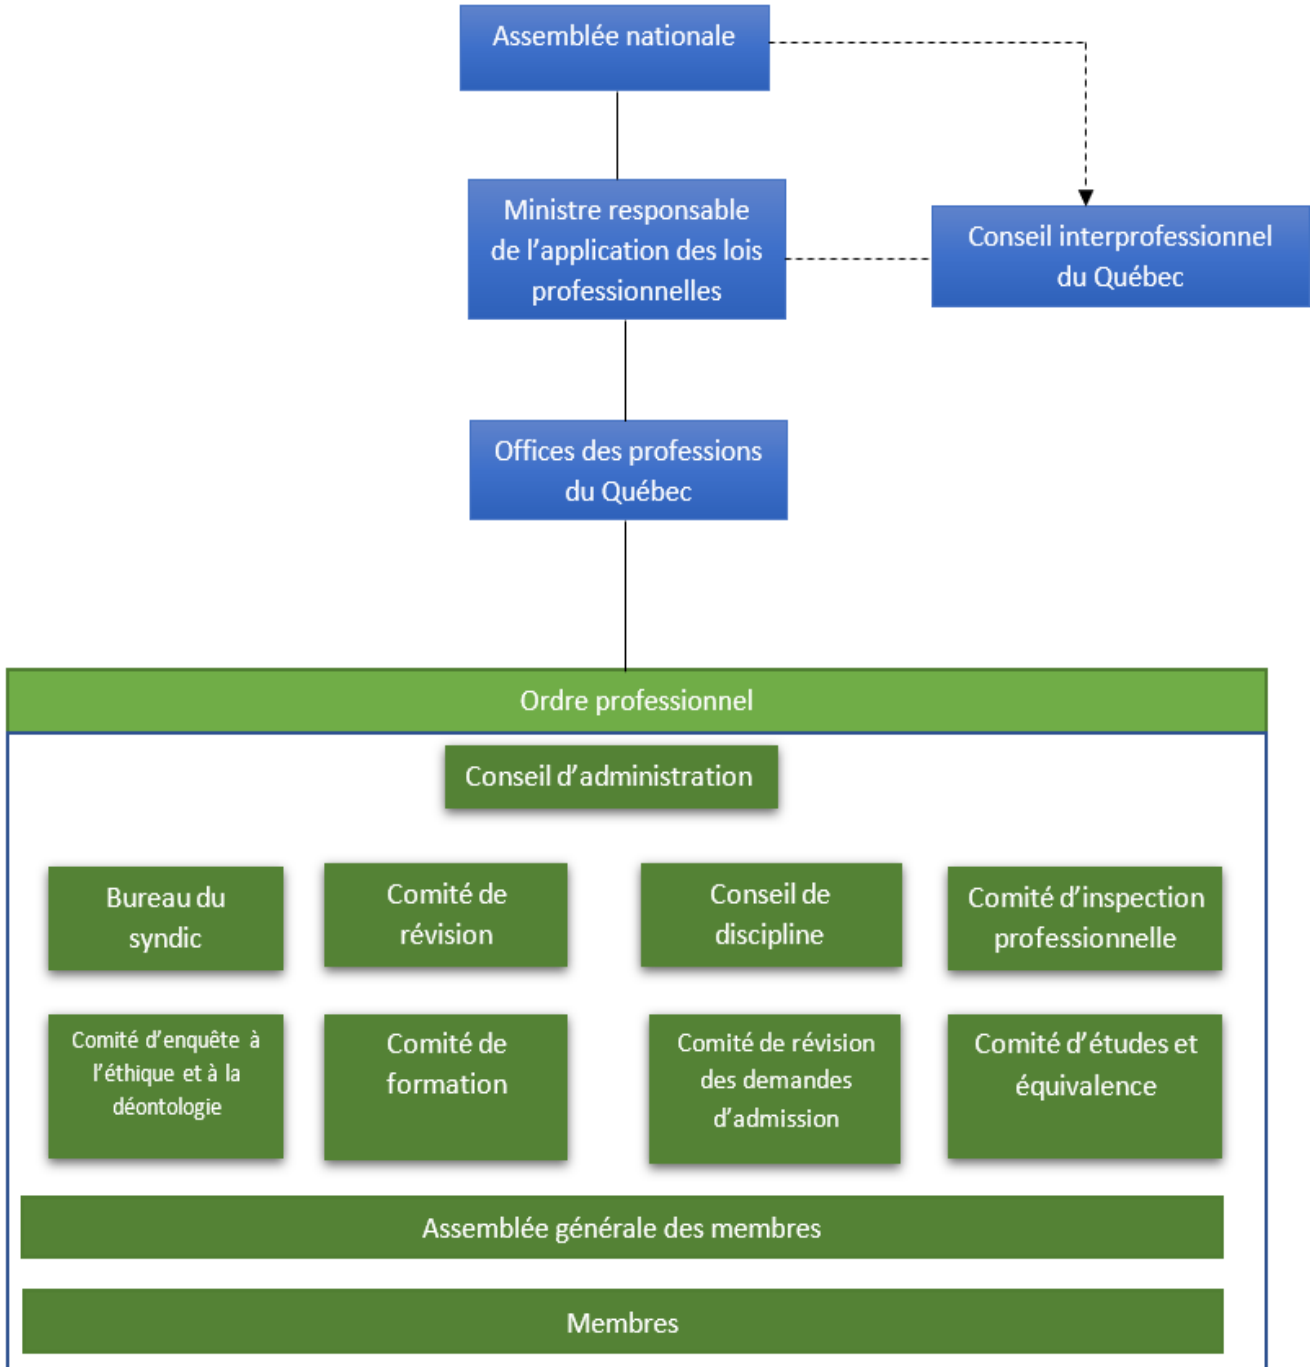 Assemblée nationale
Ministre responsable
de l’application des lois
professionnelles
Conseil interprofessionnel
du Québec
Offices des professions
du Québec
Ordre professionnel
Conseil d’administration
Bureau du
syndic
Comité de
révision
Conseil de
discipline
Comité d’inspection
professionnelle
Comité d’enquête à
l’éthique et à la
déontologie
Comité de
formation
Comité de révision
des demandes
d’admission
Comité d’études et
équivalence
Assemblée générale des membres
Membres